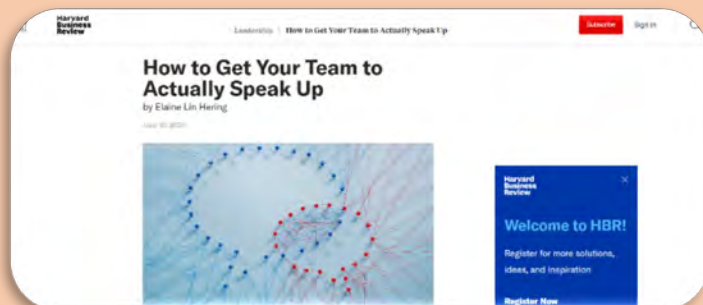 Harvard
Business
Review
Leadership | How to Get Your Team to Actually Speak Up
Subscribe
Sign In
How to Get Your Team to
Actually Speak Up
by Elaine Lin Hering
Harvard
Business
Review
Welcome to HBR!
Register for more solutions,
ideas, and inspiration
Register Now